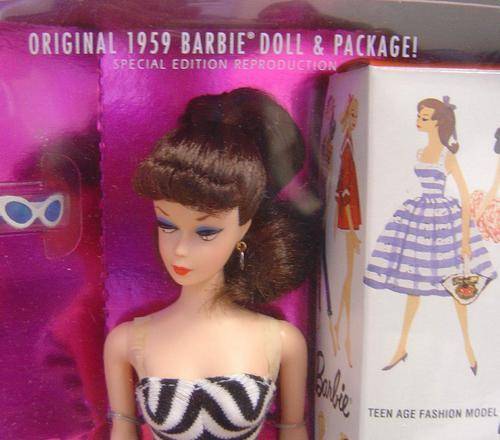 ORIGINAL 1959 BARBIE® DOLL & PACKAGE!
SPECIAL EDITION REPRODUCTION
Barbie®
TEEN AGE FASHION MODEL